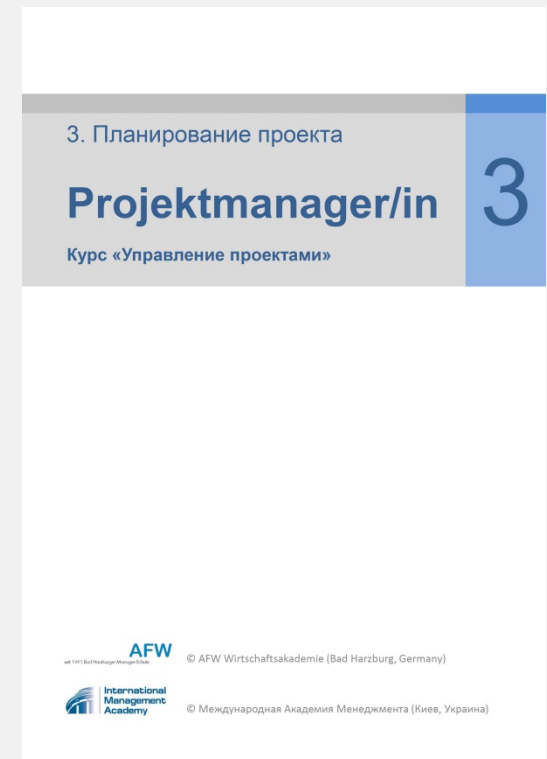 3. Планирование проекта
Projektmanager/in
3
Курс «Управление проектами»
AFW
© AFW Wirtschaftsakademie (Bad Harzburg, Germany)
International
Management
Academy
© Международная Академия Менеджмента (Киев, Украина)